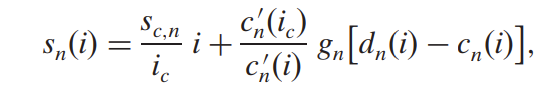 $s_n(i) = \frac{s_{c,n}}{i_c} i + \frac{c_n'(i_c)}{c_n'(i)} g_n[d_n(i) - c_n(i)],$